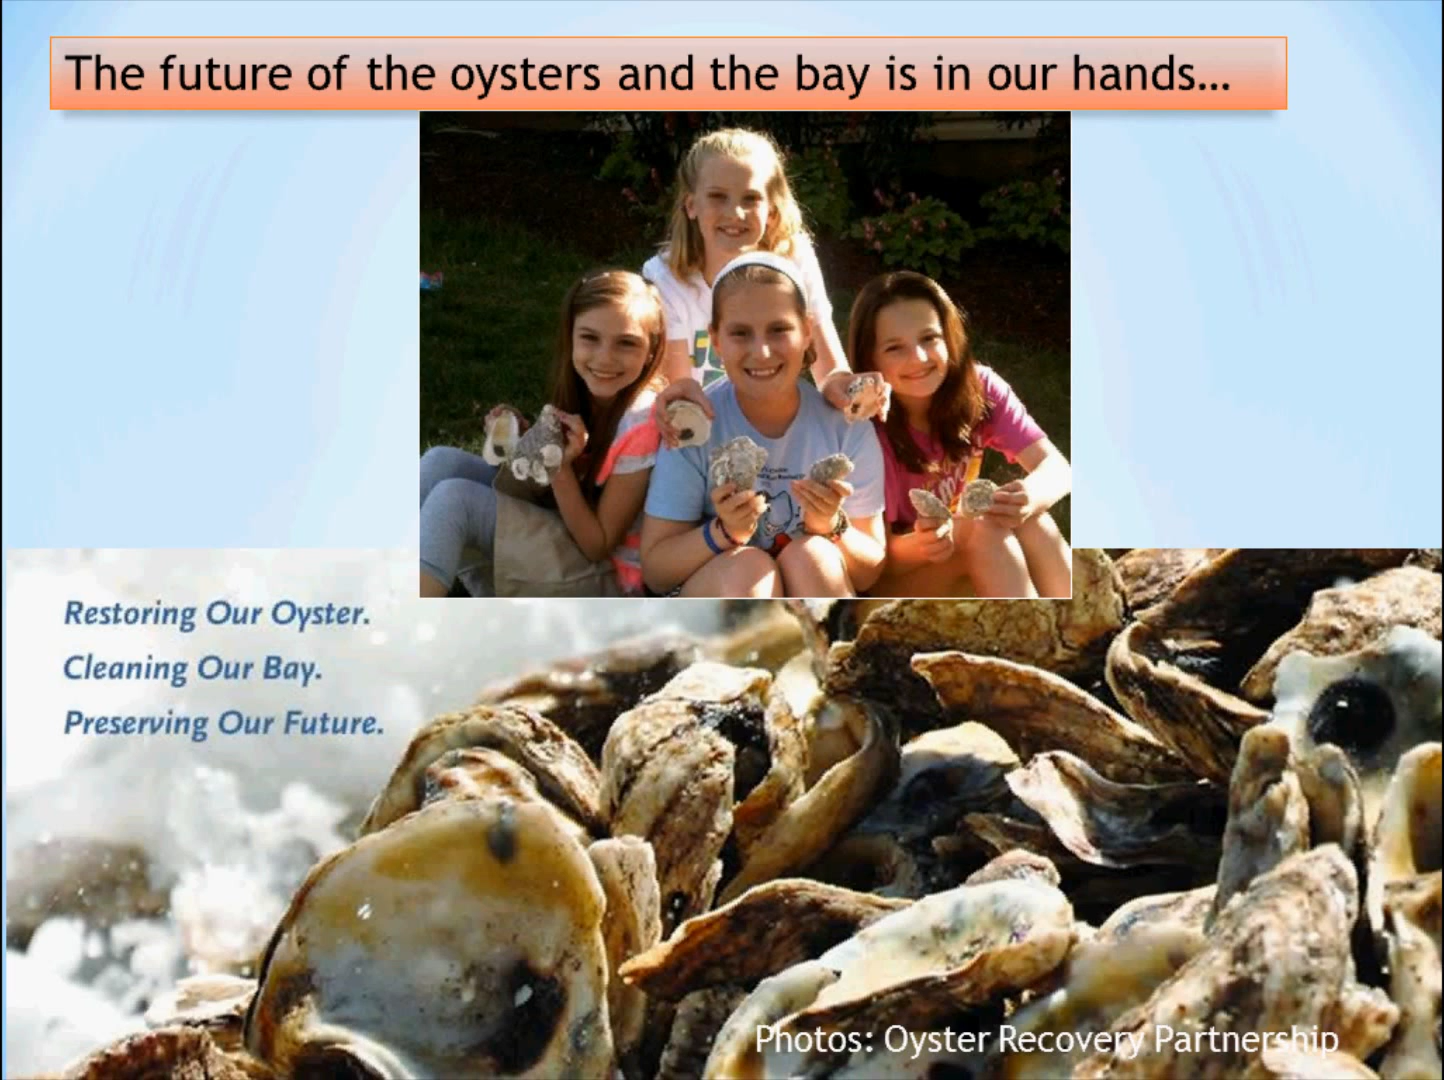 The future of the oysters and the bay is in our hands…
Restoring Our Oyster.
Cleaning Our Bay.
Preserving Our Future.
Photos: Oyster Recovery Partnership